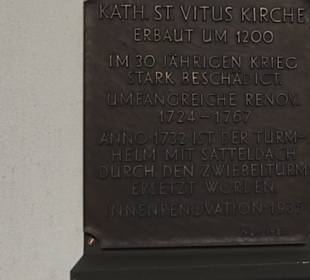 KATH. ST. VITUS KIRCHE
ERBAUT UM 1200
IM 30 JÄHRIGEN KRIEG
STARK BESCHÄDIGT.
UMFANGREICHE RENOV.
1724-1767
ANNO 1732 IST DER TURM-
HELM MIT SATTELDACH
DURCH DEN ZWIEBELTURM
ERSETZT WORDEN
INNENRENOVATION